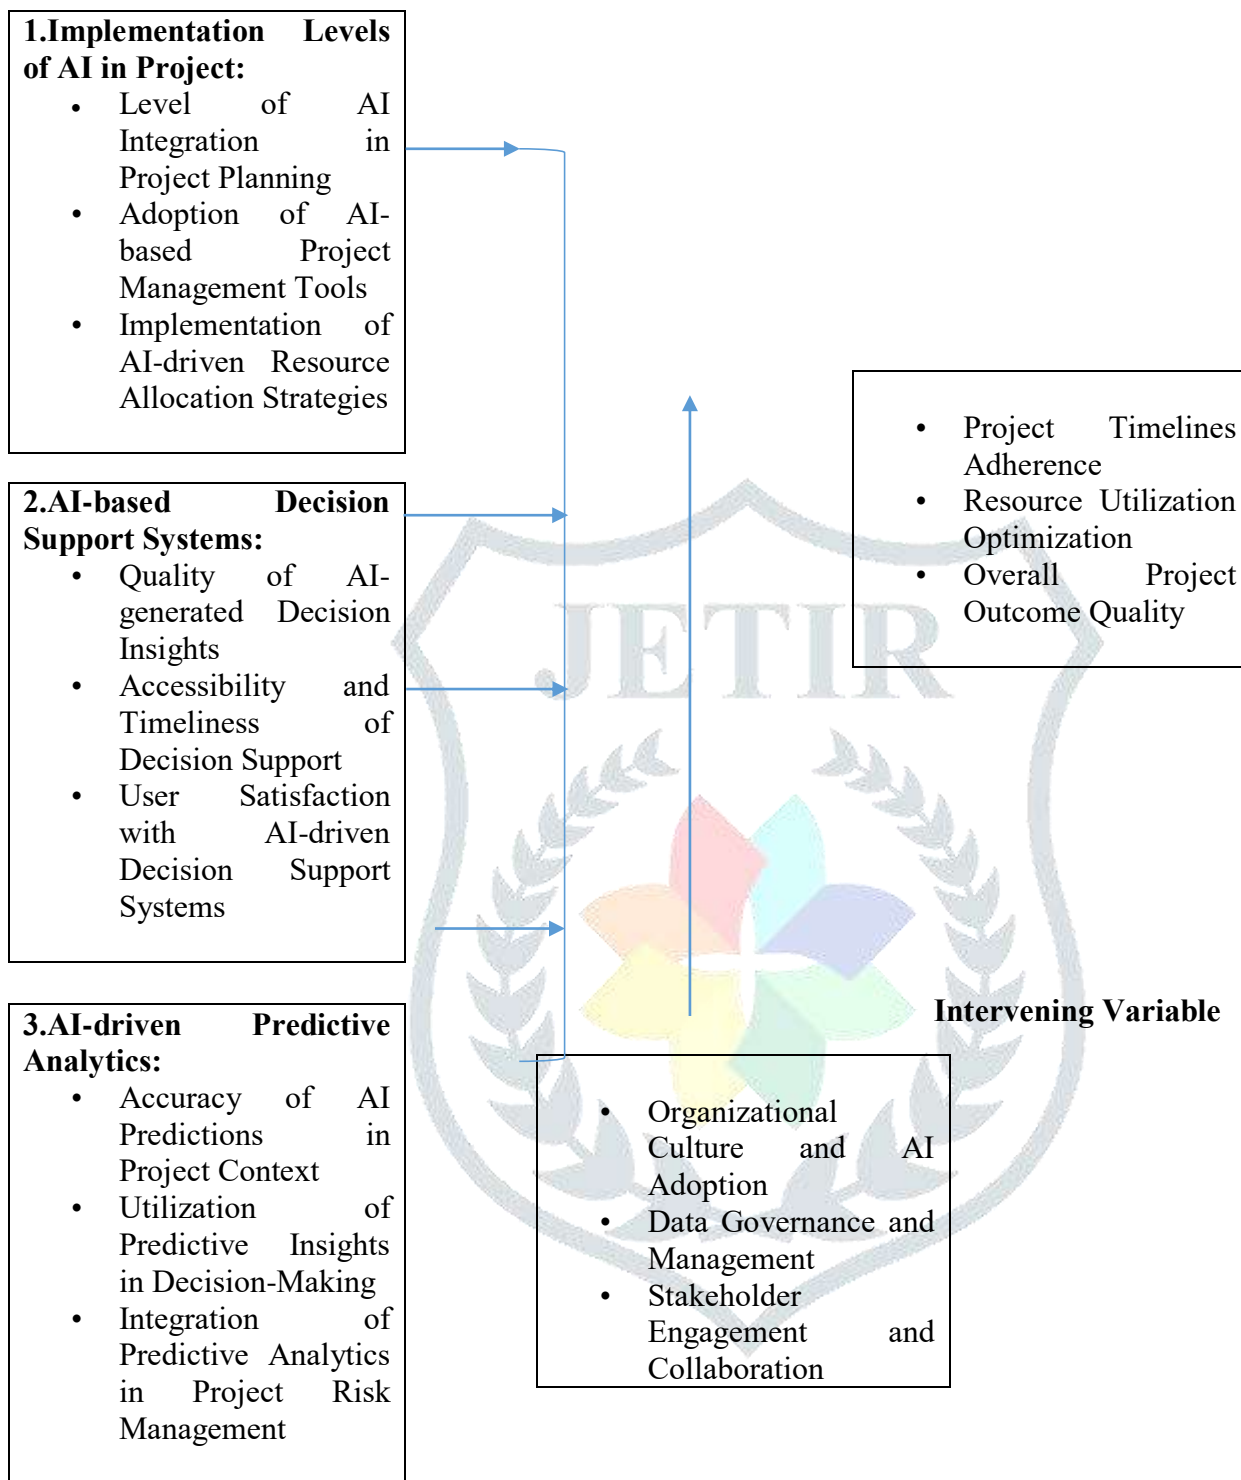 1.Implementation Levels
of AI in Project:
• Level of AI
Integration in
Project Planning
• Adoption of AI-
based Project
Management Tools
• Implementation of
AI-driven Resource
Allocation Strategies
2.AI-based Decision
Support Systems:
• Quality of AI-
generated Decision
Insights
• Accessibility and
Timeliness of
Decision Support
• User Satisfaction
with AI-driven
Decision Support
Systems
3.AI-driven Predictive
Analytics:
• Accuracy of AI
Predictions in
Project Context
• Utilization of
Predictive Insights
in Decision-Making
• Integration of
Predictive Analytics
in Project Risk
Management
• Project Timelines
Adherence
• Resource Utilization
Optimization
• Overall Project
Outcome Quality
JETIR
Intervening Variable
• Organizational
Culture and AI
Adoption
• Data Governance and
Management
• Stakeholder
Engagement and
Collaboration